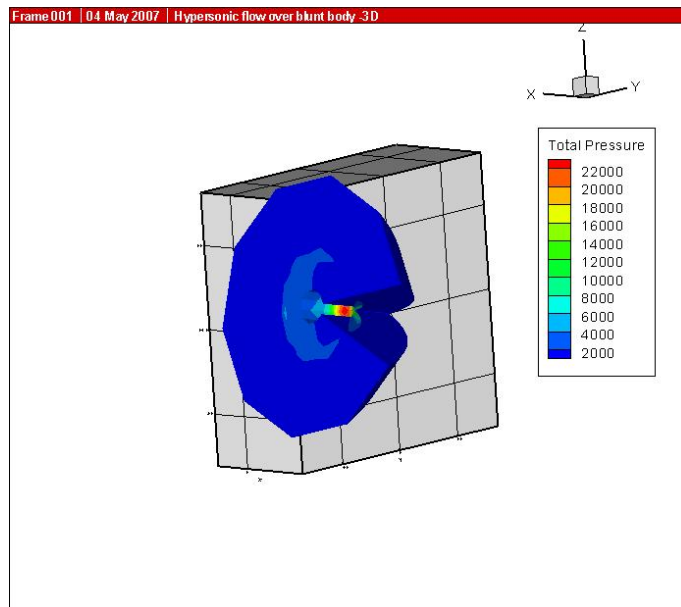 Frame 001 | 04 May 2007 | Hypersonic flow over blunt body -3D
Z
X
Y
Total Pressure
22000
20000
18000
16000
14000
12000
10000
8000
6000
4000
2000